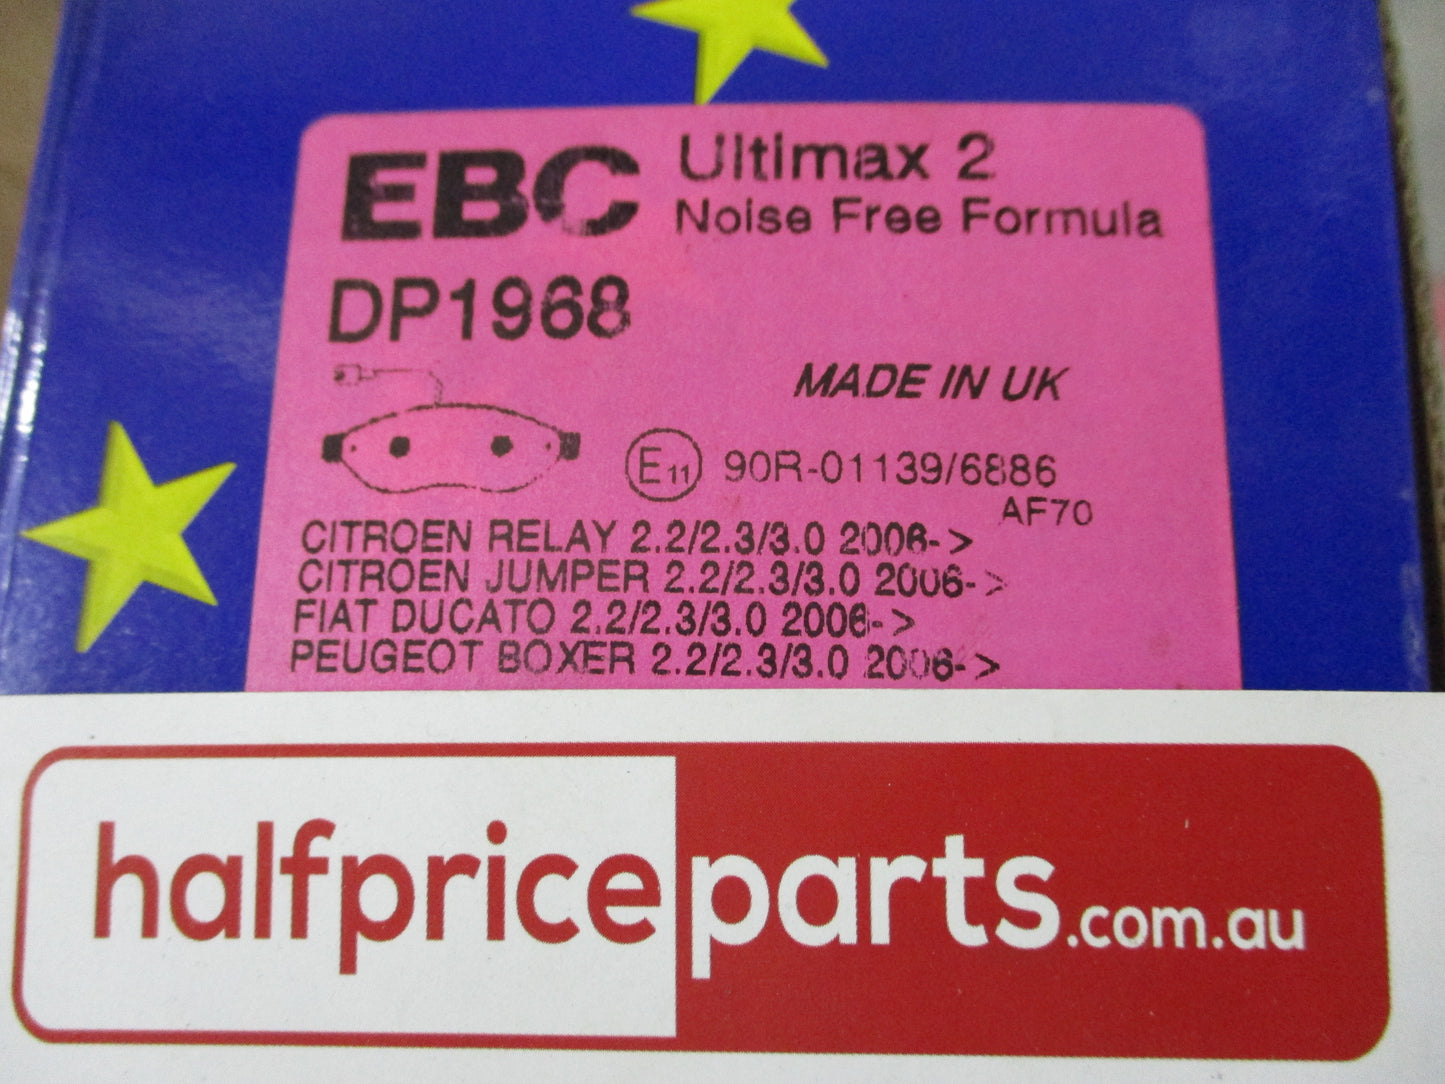 EBC Ultimax 2
Noise Free Formula
DP1968
MADE IN UK
E11 90R-01139/6886
AF70
CITROEN RELAY 2.2/2.3/3.0 2006->
CITROEN JUMPER 2.2/2.3/3.0 2006->
FIAT DUCATO 2.2/2.3/3.0 2006->
PEUGEOT BOXER 2.2/2.3/3.0 2006->
halfpriceparts.com.au